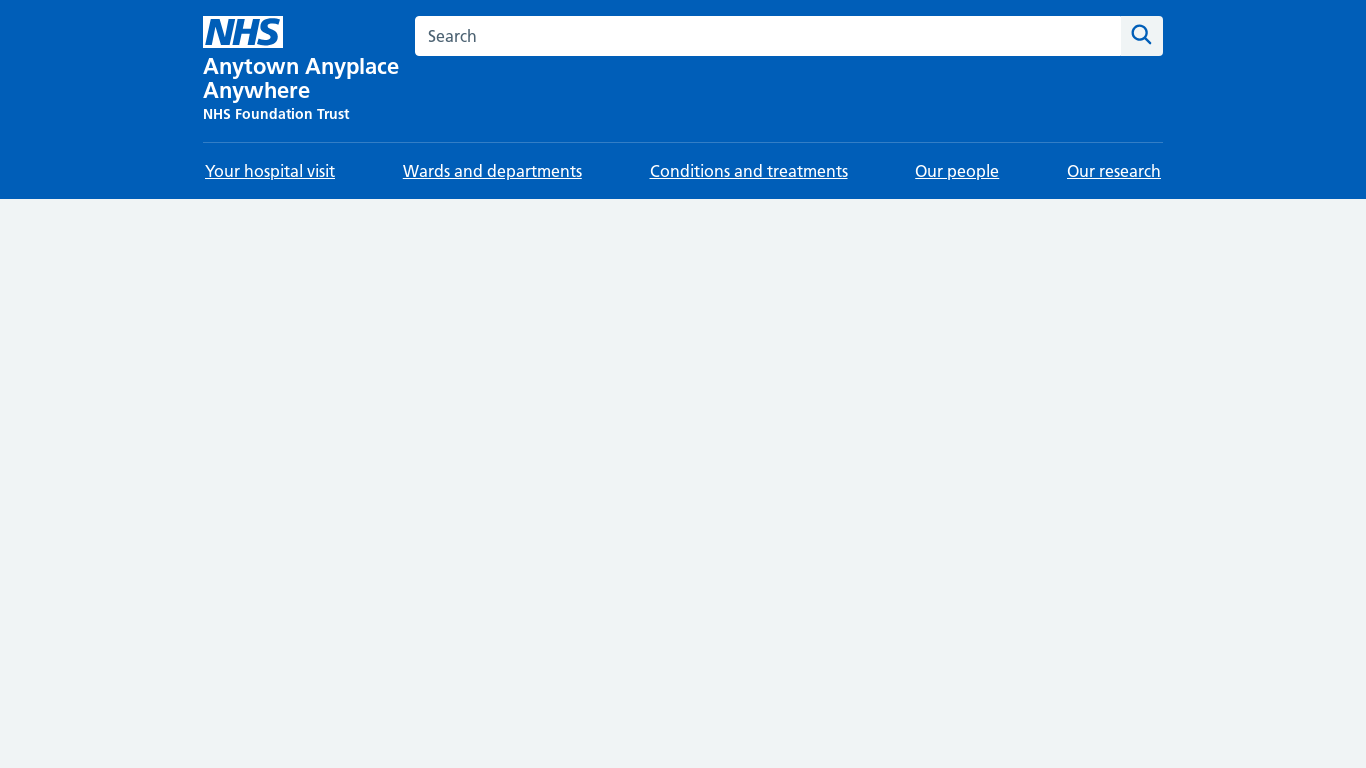 NHS
Anytown Anyplace
Anywhere
NHS Foundation Trust
Search
Your hospital visit
Wards and departments
Conditions and treatments
Our people
Our research